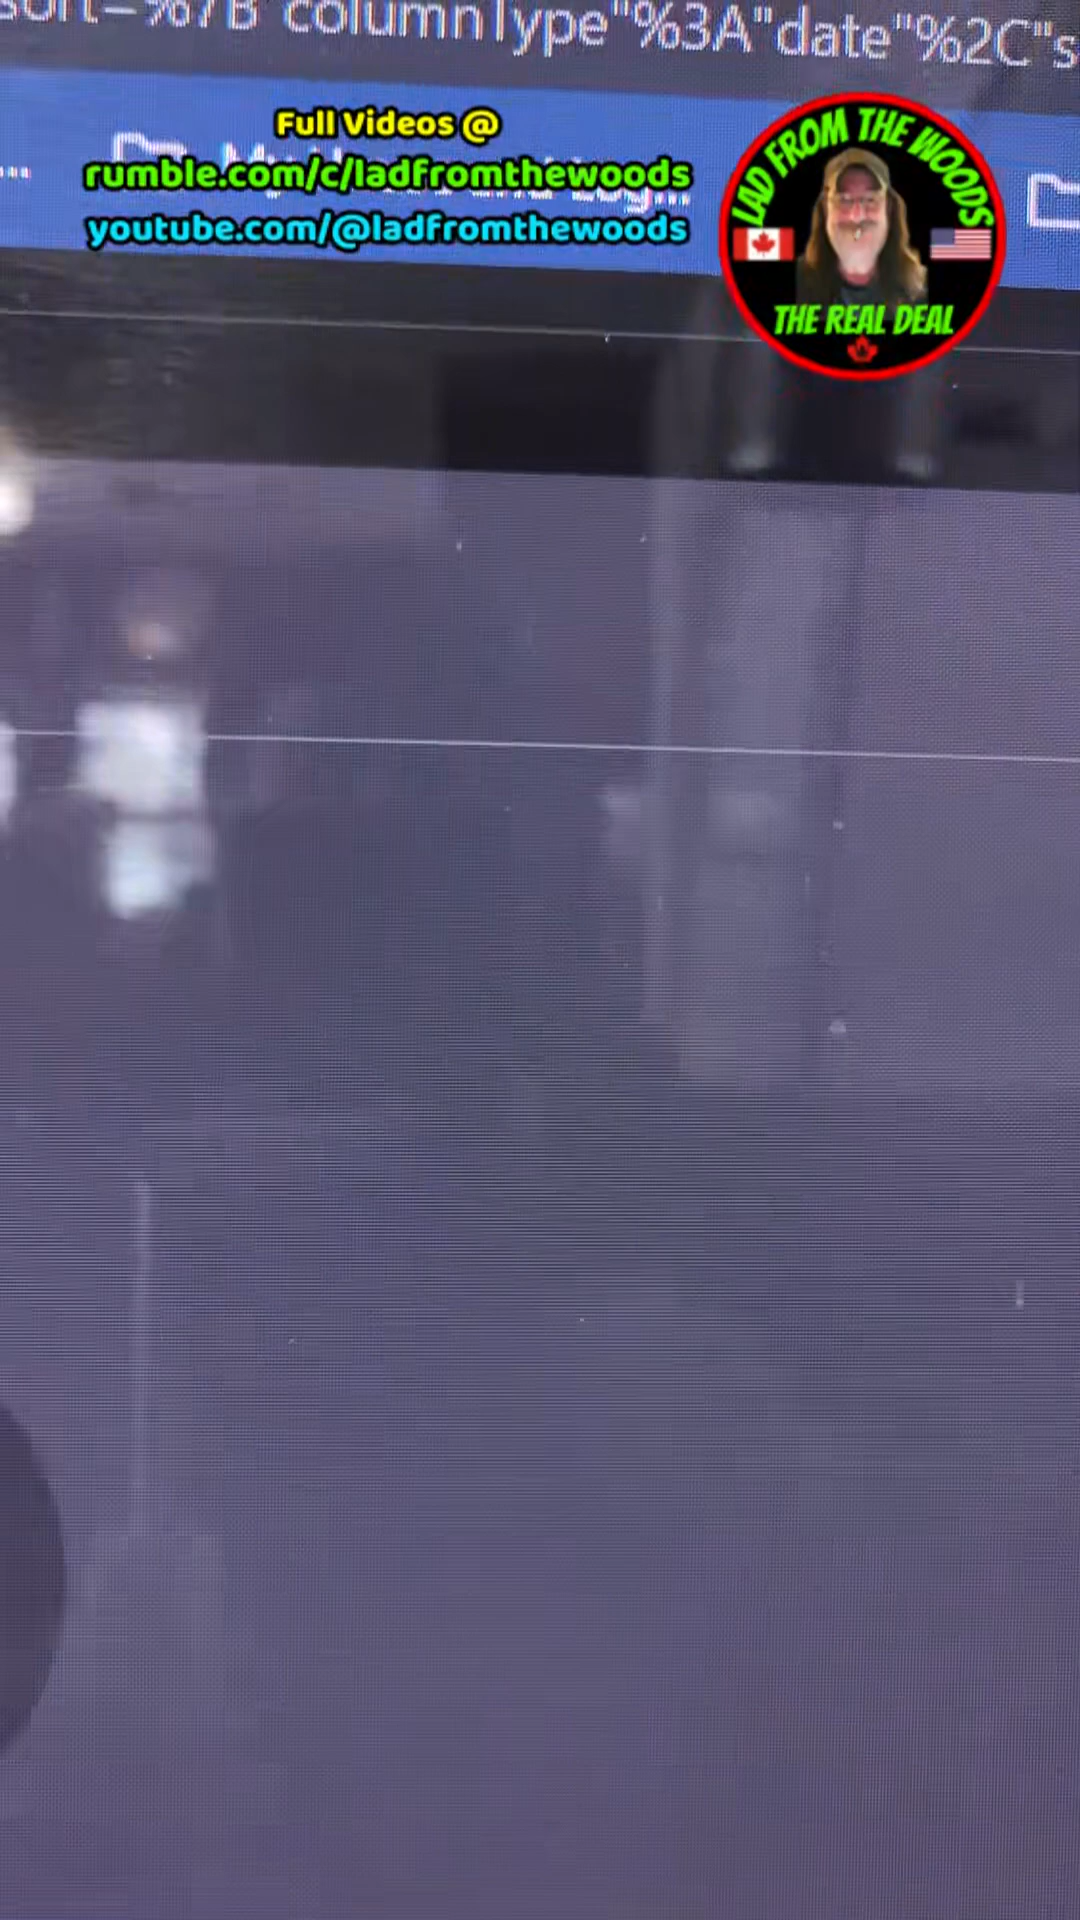 sort=%7B"columnType"%3A"date"%2C"s
Full Videos @
rumble.com/c/ladfromthewoods
youtube.com/@ladfromthewoods
LAD FROM THE WOODS
THE REAL DEAL